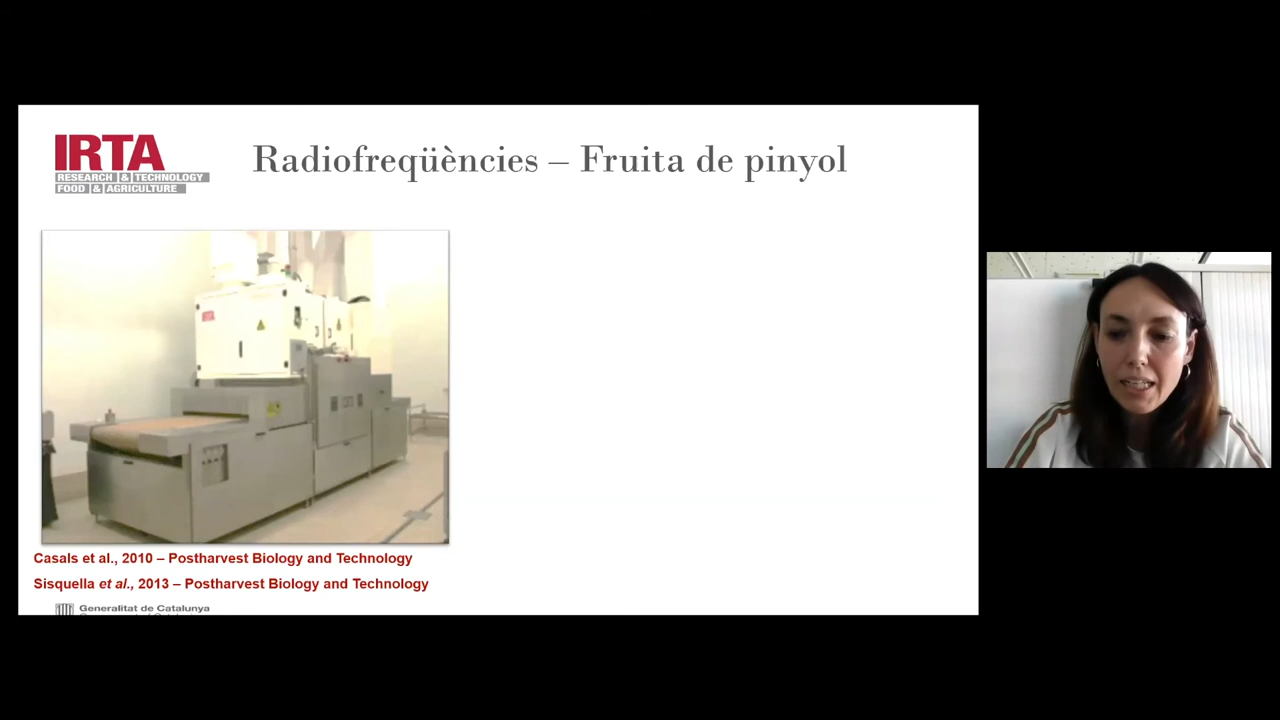 IRTA
RESEARCH & TECHNOLOGY
FOOD & AGRICULTURE
Radiofreqüències – Fruita de pinyol
Casals et al., 2010 – Postharvest Biology and Technology
Sisquella et al., 2013 – Postharvest Biology and Technology
Generalitat de Catalunya